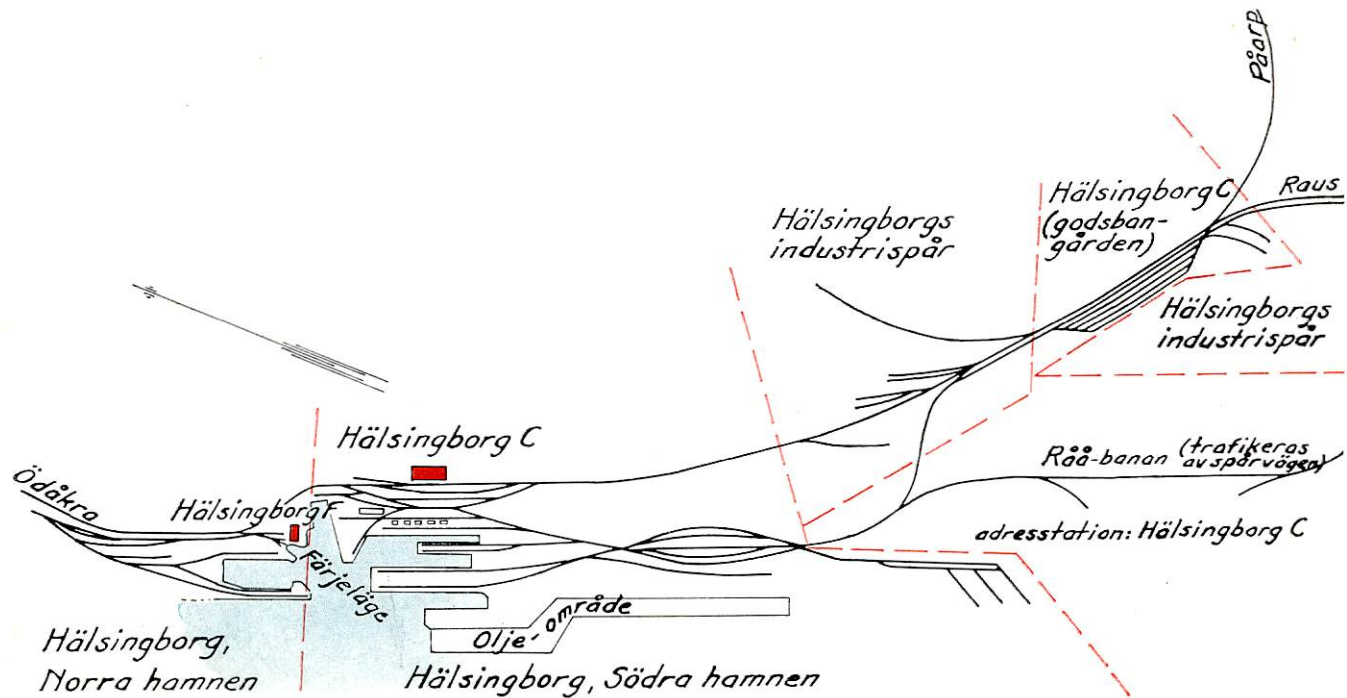 Påarp
Hälsingborg C
(godsban-
gården)
Raus
Hälsingborgs
industrispår
Hälsingborgs
industrispår
Hälsingborg C
Ödåkra
Hälsingborg F
Råå-banan (trafikeras
av spårvägen)
adresstation: Hälsingborg C
Färjeläge
Olje-område
Hälsingborg,
Norra hamnen
Hälsingborg, Södra hamnen